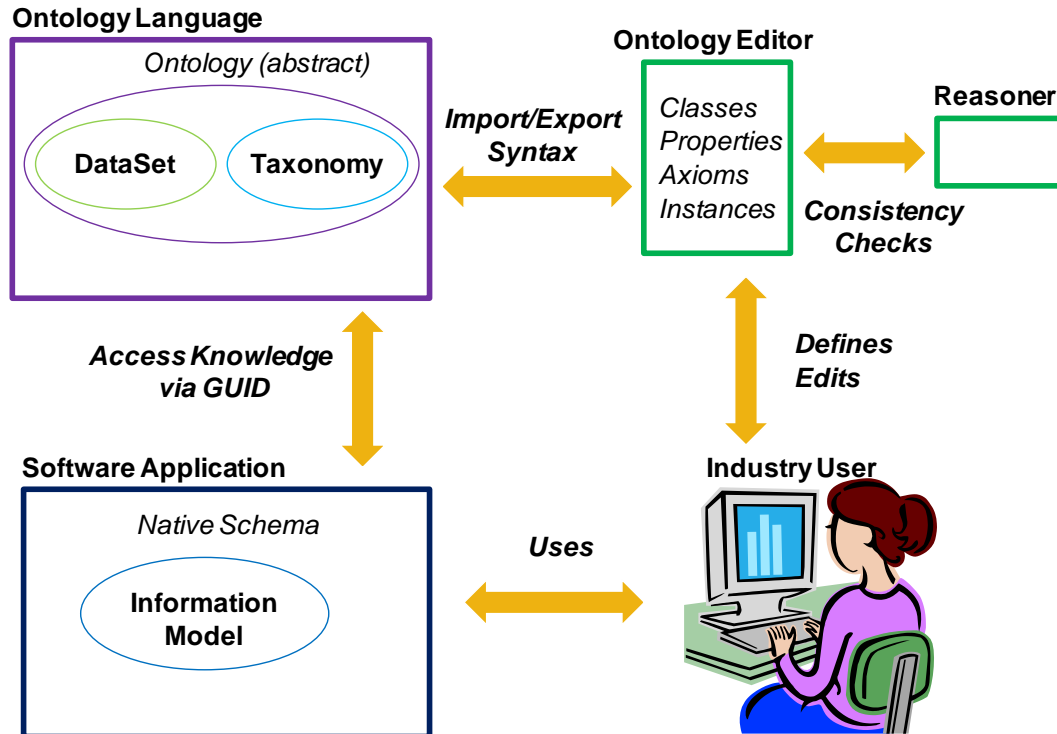 Ontology Language
Ontology (abstract)
DataSet
Taxonomy
Import/Export
Syntax
Ontology Editor
Classes
Properties
Axioms
Instances
Reasoner
Consistency
Checks
Access Knowledge
via GUID
Defines
Edits
Software Application
Native Schema
Information
Model
Uses
Industry User